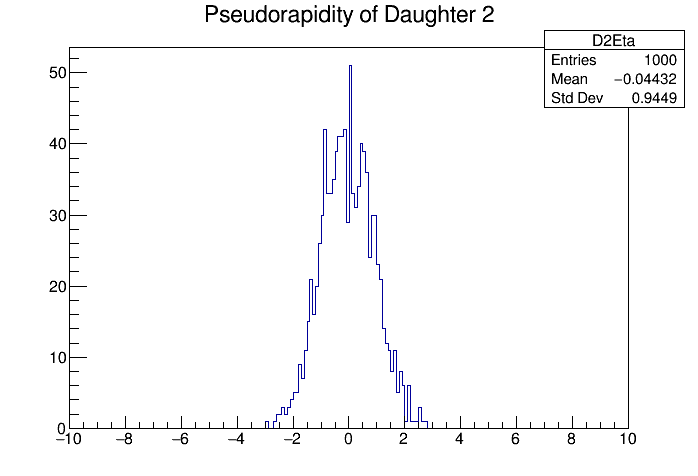 Pseudorapidity of Daughter 2
D2Eta
Entries 1000
Mean −0.04432
Std Dev 0.9449
50
40
30
20
10
0
−10 −8 −6 −4 −2 0 2 4 6 8 10